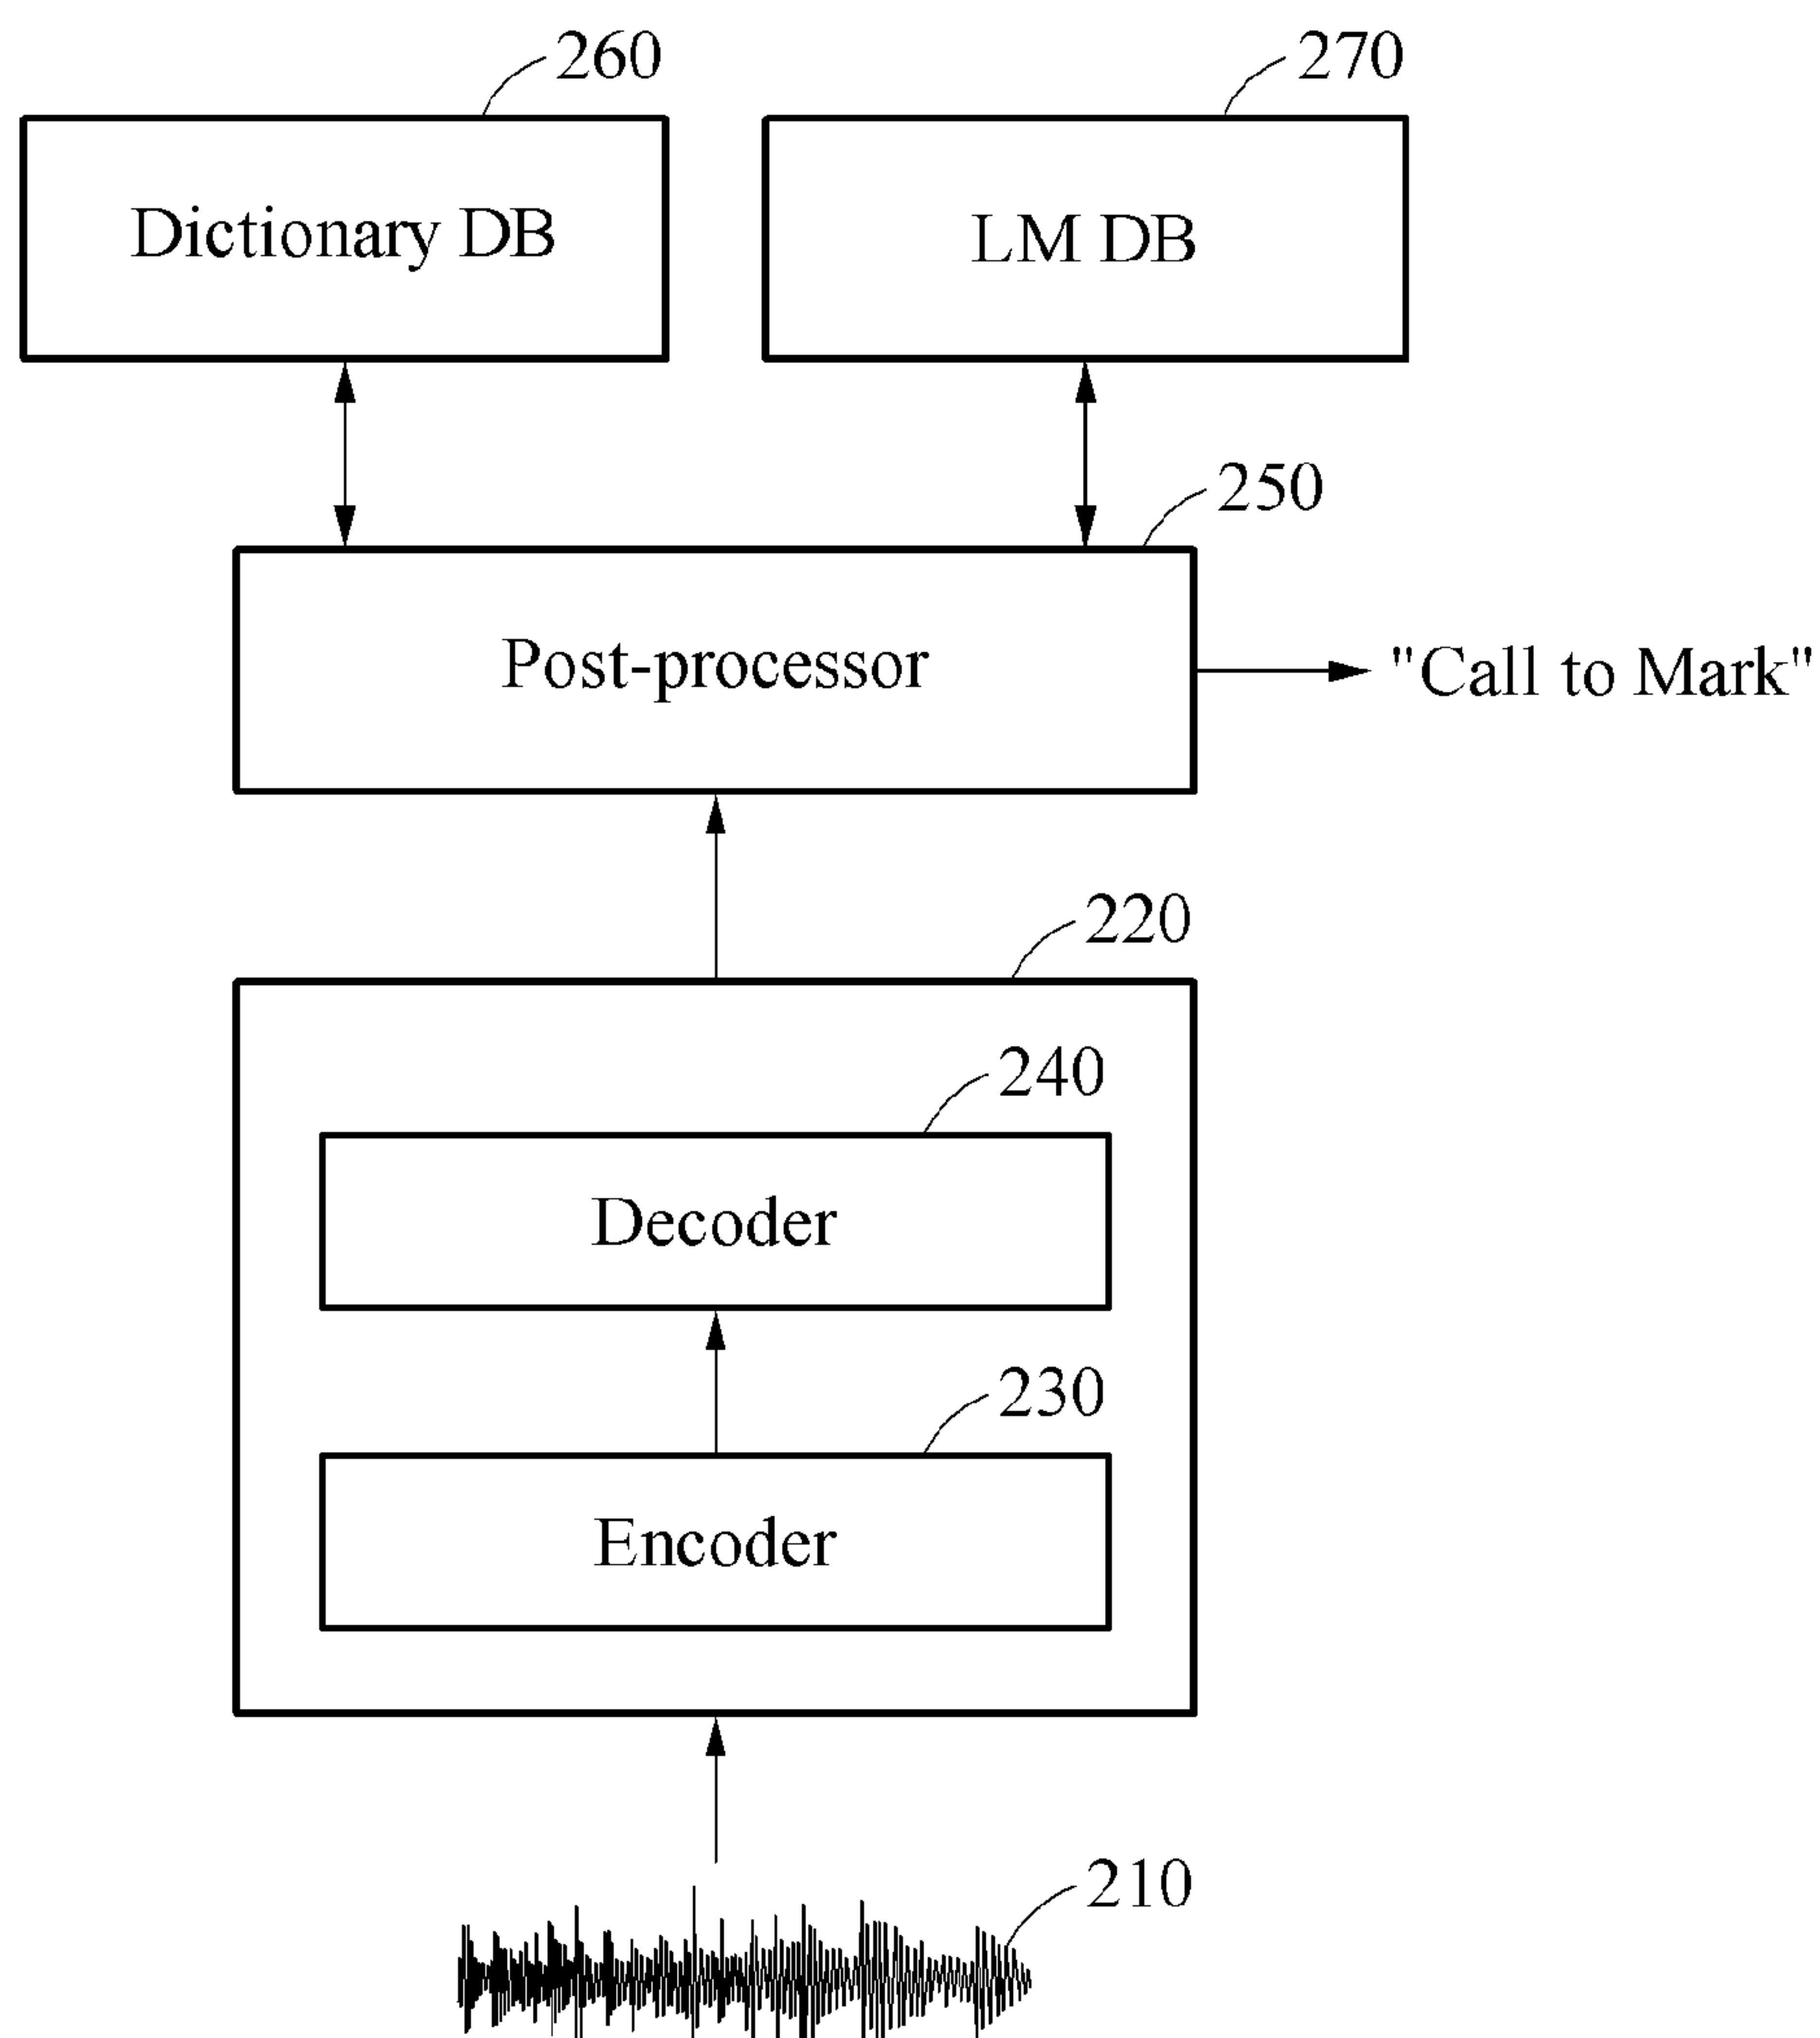 260
270
Dictionary DB
LM DB
250
Post-processor
"Call to Mark"
220
240
Decoder
230
Encoder
210